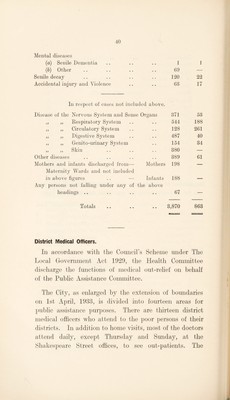 40
Mental diseases
(a) Senile Dementia .. .. .. 1 1
(b) Other .. .. .. .. 69 —
Senile decay .. .. .. .. 120 22
Accidental injury and Violence .. .. 65 17
In respect of cases not included above.
Disease of the Nervous System and Sense Organs 371 53
„ „ Respiratory System .. .. 544 188
„ „ Circulatory System .. .. 128 261
„ „ Digestive System .. .. 487 40
„ „ Genito-urinary System .. .. 154 34
„ „ Skin .. .. .. 380 —
Other diseases .. .. .. .. 389 61
Mothers and infants discharged from— Mothers 198 —
Maternity Wards and not included
in above figures — Infants 188 —
Any persons not falling under any of the above
headings .. .. .. .. 67 —
Totals .. .. .. 5,870 883
District Medical Officers.
In accordance with the Council's Scheme under The
Local Government Act 1929, the Health Committee
discharge the functions of medical out-relief on behalf
of the Public Assistance Committee.
The City, as enlarged by the extension of boundaries
on 1st April, 1933, is divided into fourteen areas for
public assistance purposes. There are thirteen district
medical officers who attend to the poor persons of their
districts. In addition to home visits, most of the doctors
attend daily, except Thursday and Sunday, at the
Shakespeare Street offices, to see out-patients. The